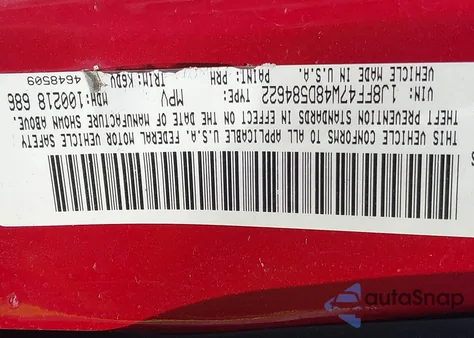 THIS VEHICLE CONFORMS TO ALL APPLICABLE U.S.A. FEDERAL MOTOR VEHICLE SAFETY
THEFT PREVENTION STANDARDS IN EFFECT ON THE DATE OF MANUFACTURE SHOWN ABOVE.
VIN: 1J8FF47W48D584622 TYPE: MPV MDH:100218 686
VEHICLE MADE IN U.S.A. PAINT: PRH TRIM:K6DV 4648509
autoSnap